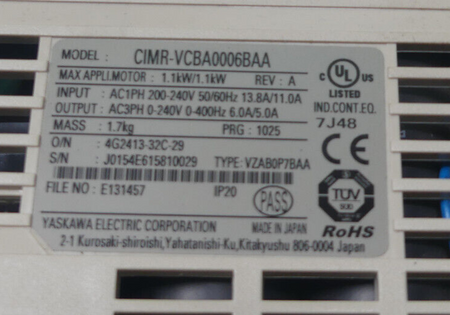 MODEL : CIMR-VCBA0006BAA
MAX APPLI.MOTOR : 1.1kW/1.1kW REV : A
INPUT : AC1PH 200-240V 50/60Hz 13.8A/11.0A
OUTPUT : AC3PH 0-240V 0-400Hz 6.0A/5.0A
MASS : 1.7kg PRG : 1025
O/N : 4G2413-32C-29
S/N : J0154E615810029 TYPE: VZAB0P7BAA
FILE NO : E131457 IP20
PASS
YASKAWA ELECTRIC CORPORATION MADE IN JAPAN
2-1 Kurosaki-shiroishi,Yahatanishi-Ku,Kitakyushu 806-0004 Japan
C UL US
LISTED
IND.CONT.EQ.
7J48
CE
TÜV
SÜD
RoHS